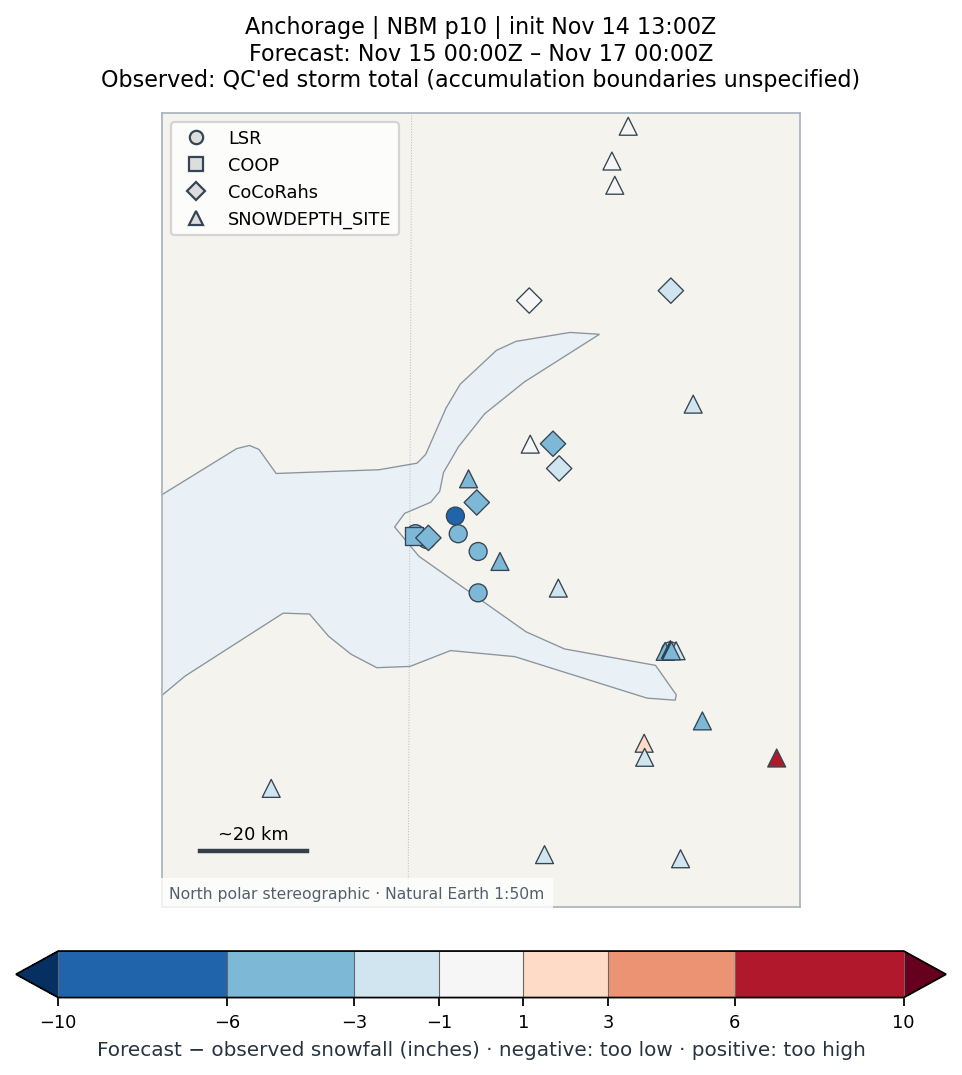 Anchorage | NBM p10 | init Nov 14 13:00Z
Forecast: Nov 15 00:00Z – Nov 17 00:00Z
Observed: QC'ed storm total (accumulation boundaries unspecified)
LSR
COOP
CoCoRahs
SNOWDEPTH_SITE
~20 km
North polar stereographic · Natural Earth 1:50m
−10 −6 −3 −1 1 3 6 10
Forecast − observed snowfall (inches) · negative: too low · positive: too high